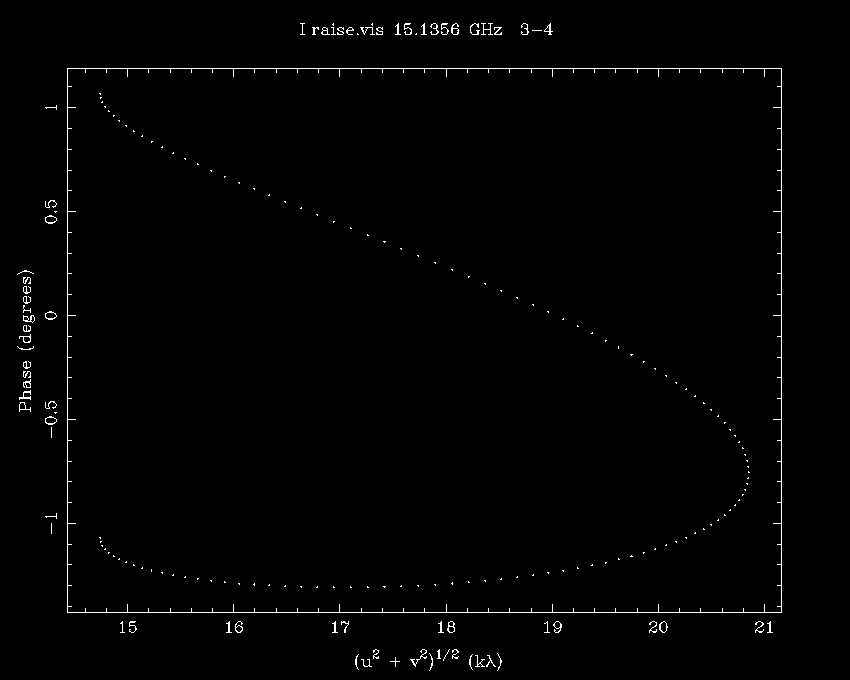 I raise.vis 15.1356 GHz 3−4
1
0.5
0
−0.5
−1
Phase (degrees)
15 16 17 18 19 20 21
(u² + v²)^1/2 (kλ)